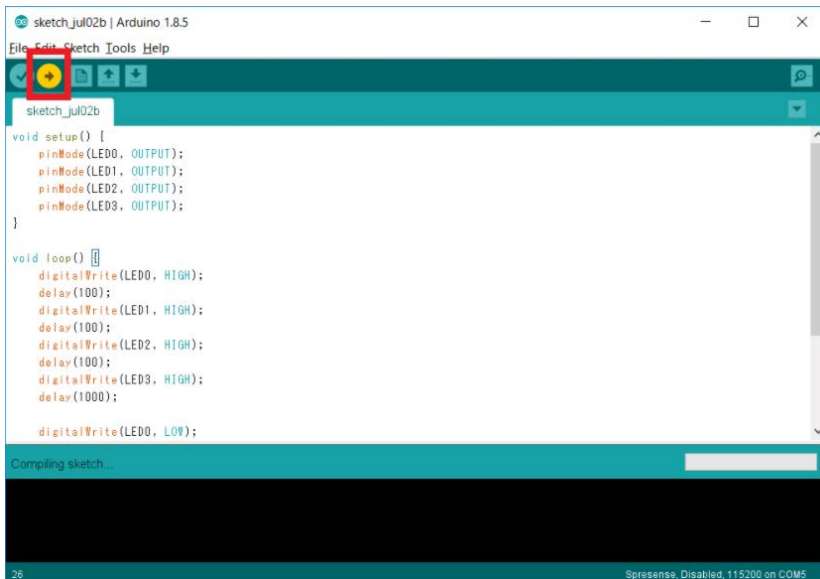 sketch_jul02b | Arduino 1.8.5
File Edit Sketch Tools Help
sketch_jul02b
void setup() {
    pinMode(LED0, OUTPUT);
    pinMode(LED1, OUTPUT);
    pinMode(LED2, OUTPUT);
    pinMode(LED3, OUTPUT);
}
void loop() {
    digitalWrite(LED0, HIGH);
    delay(100);
    digitalWrite(LED1, HIGH);
    delay(100);
    digitalWrite(LED2, HIGH);
    delay(100);
    digitalWrite(LED3, HIGH);
    delay(1000);
    digitalWrite(LED0, LOW);
Compiling sketch...
26 Spresense, Disabled, 115200 on COM5